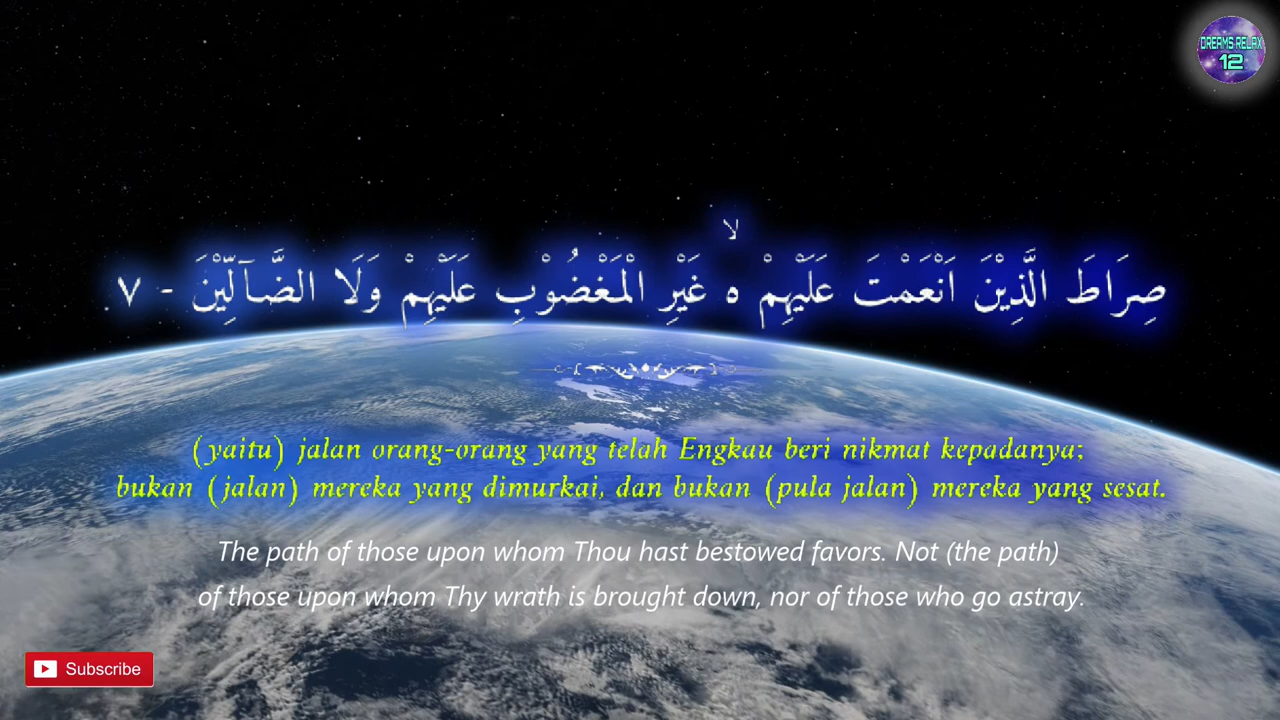 DREAMS RELAX
12
صِرَاطَ الَّذِيْنَ اَنْعَمْتَ عَلَيْهِمْ ەۙ غَيْرِ الْمَغْضُوْبِ عَلَيْهِمْ وَلَا الضَّاۤلِّيْنَ - ٧
(yaitu) jalan orang-orang yang telah Engkau beri nikmat kepadanya;
bukan (jalan) mereka yang dimurkai, dan bukan (pula jalan) mereka yang sesat.
The path of those upon whom Thou hast bestowed favors. Not (the path)
of those upon whom Thy wrath is brought down, nor of those who go astray.
Subscribe